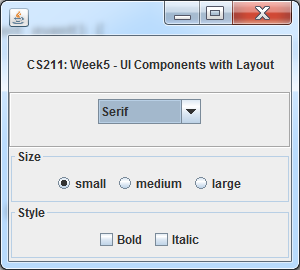 CS211: Week5 - UI Components with Layout
Serif
Size
small medium large
Style
Bold Italic